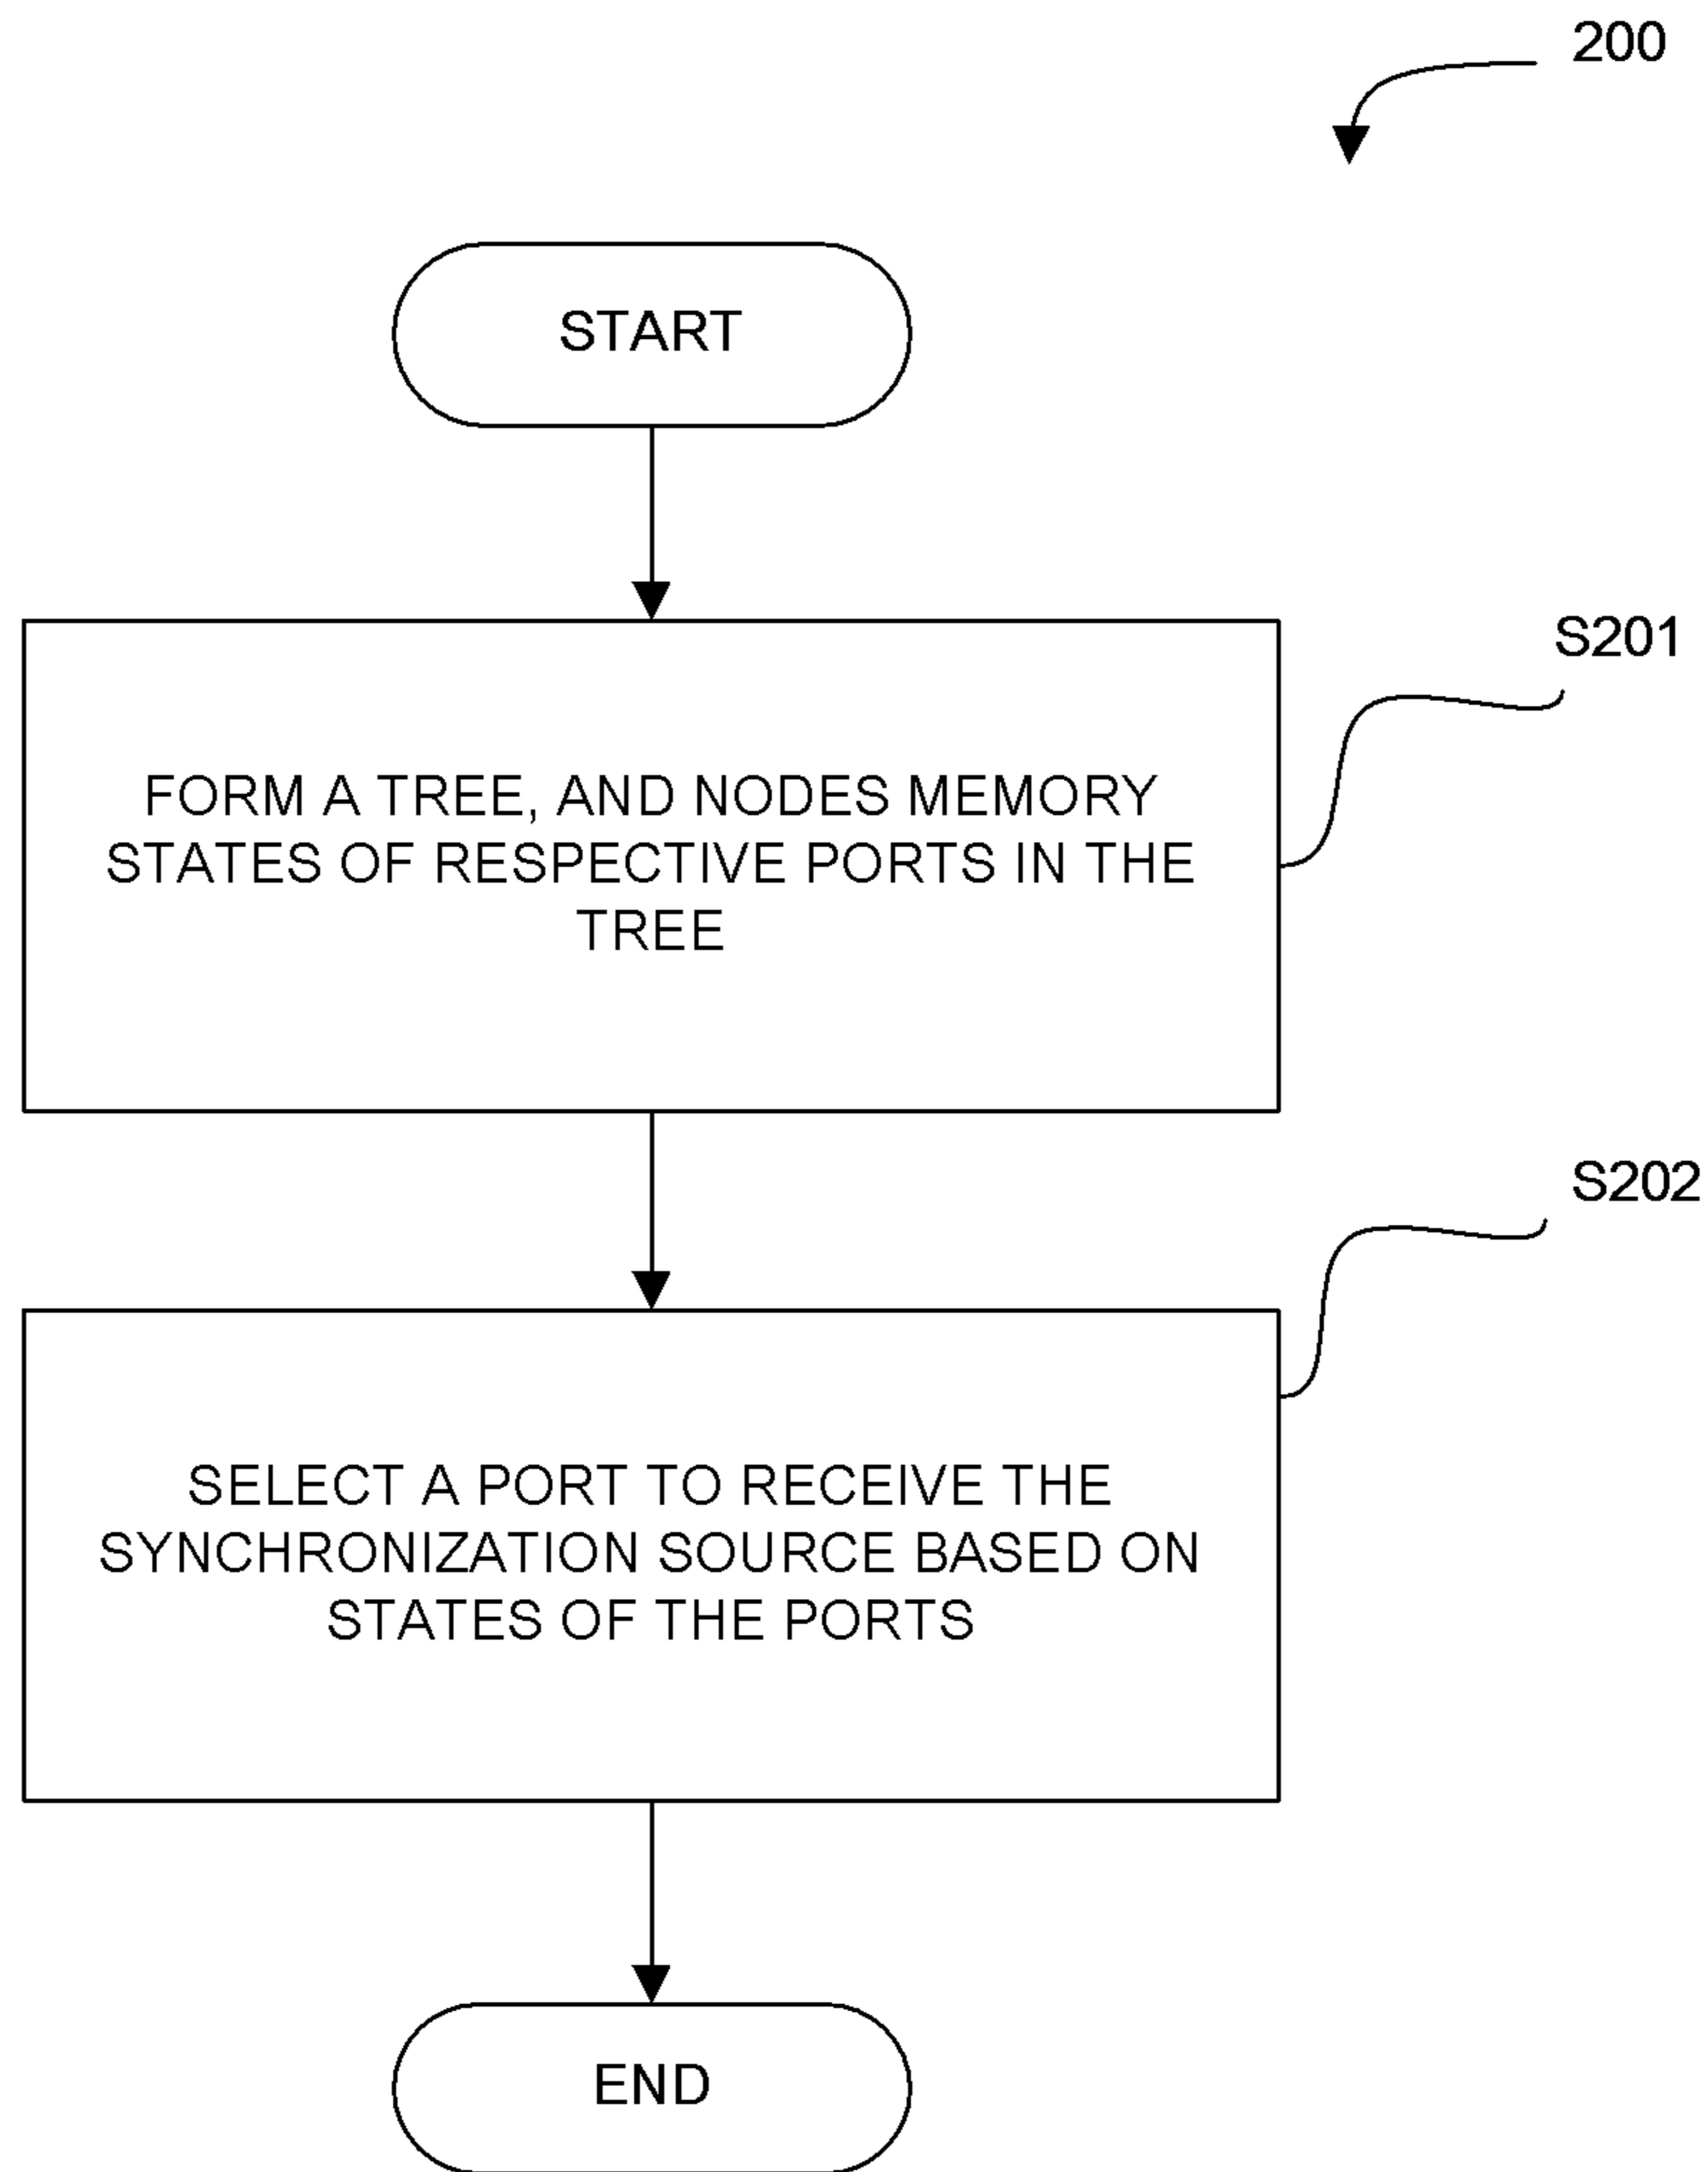 200
START
S201
FORM A TREE, AND NODES MEMORY
STATES OF RESPECTIVE PORTS IN THE
TREE
S202
SELECT A PORT TO RECEIVE THE
SYNCHRONIZATION SOURCE BASED ON
STATES OF THE PORTS
END